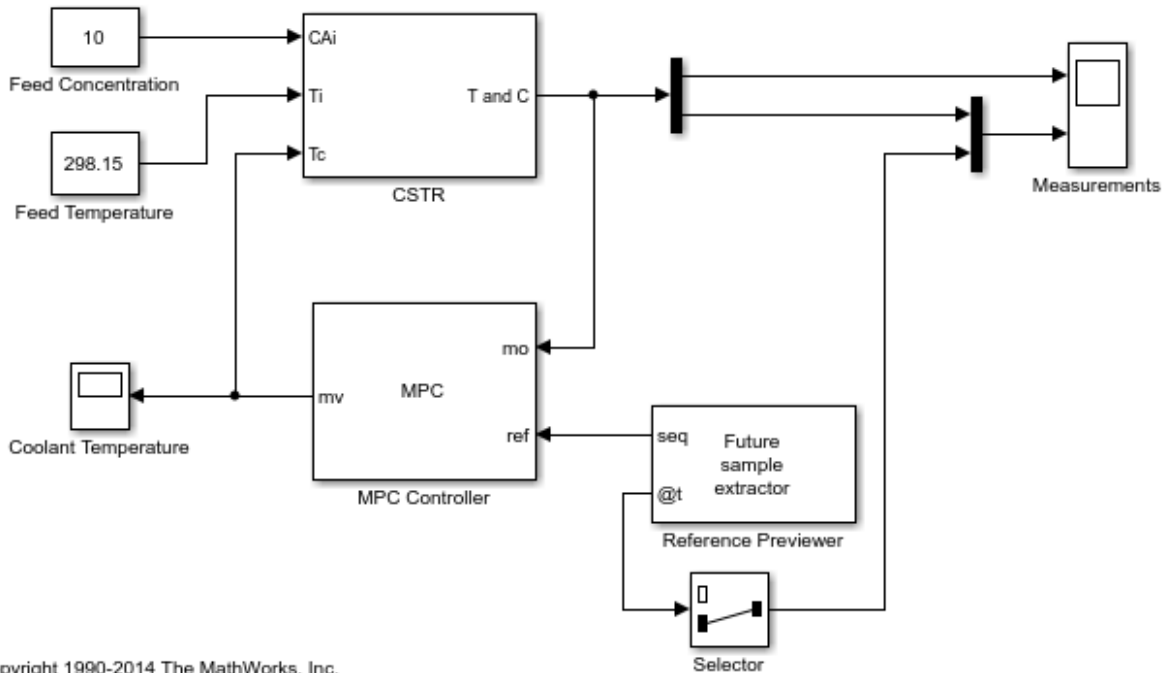 10
Feed Concentration
298.15
Feed Temperature
CAi
Ti
Tc
T and C
CSTR
Measurements
Coolant Temperature
mv
MPC
mo
ref
MPC Controller
seq
@t
Future
sample
extractor
Reference Previewer
Selector
pyright 1990-2014 The MathWorks, Inc.